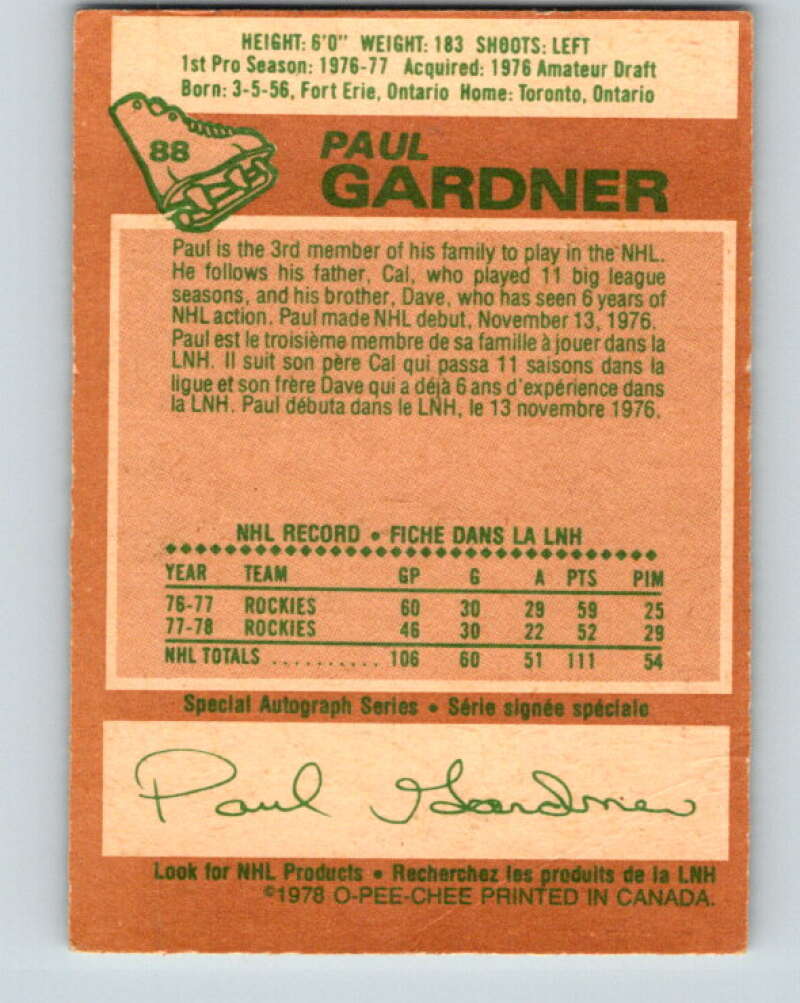 HEIGHT: 6'0" WEIGHT: 183 SHOOTS: LEFT
1st Pro Season: 1976-77 Acquired: 1976 Amateur Draft
Born: 3-5-56, Fort Erie, Ontario Home: Toronto, Ontario
88
PAUL
GARDNER
Paul is the 3rd member of his family to play in the NHL.
He follows his father, Cal, who played 11 big league
seasons, and his brother, Dave, who has seen 6 years of
NHL action. Paul made NHL debut, November 13, 1976.
Paul est le troisième membre de sa famille à jouer dans la
LNH. Il suit son père Cal qui passa 11 saisons dans la
ligue et son frère Dave qui a déjà 6 ans d'expérience dans
la LNH. Paul débuta dans le LNH, le 13 novembre 1976.
NHL RECORD • FICHE DANS LA LNH
YEAR TEAM GP G A PTS PIM
76-77 ROCKIES 60 30 29 59 25
77-78 ROCKIES 46 30 22 52 29
NHL TOTALS .......... 106 60 51 111 54
Special Autograph Series • Série signée spéciale
Paul Gardner
Look for NHL Products • Recherchez les produits de la LNH
©1978 O-PEE-CHEE PRINTED IN CANADA.